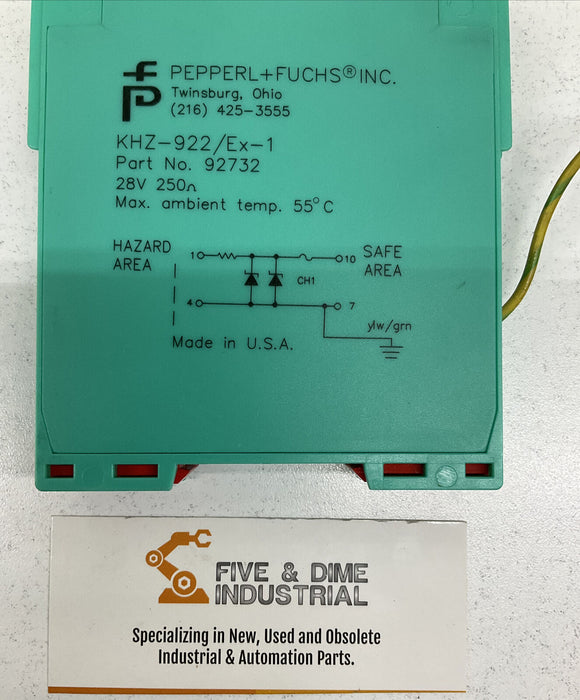 PEPPERL+FUCHS® INC.
Twinsburg, Ohio
(216) 425-3555
KHZ-922/Ex-1
Part No. 92732
28V 250Ω
Max. ambient temp. 55°C
HAZARD AREA
1
10
SAFE AREA
CH1
4
7
ylw/grn
Made in U.S.A.
FIVE & DIME
INDUSTRIAL
Specializing in New, Used and Obsolete
Industrial & Automation Parts.